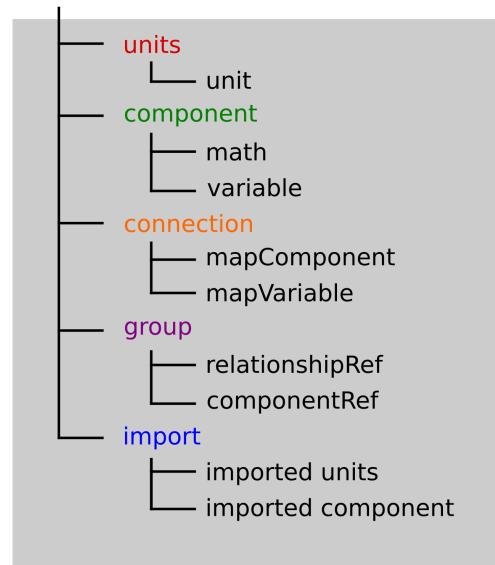 units
unit
component
math
variable
connection
mapComponent
mapVariable
group
relationshipRef
componentRef
import
imported units
imported component